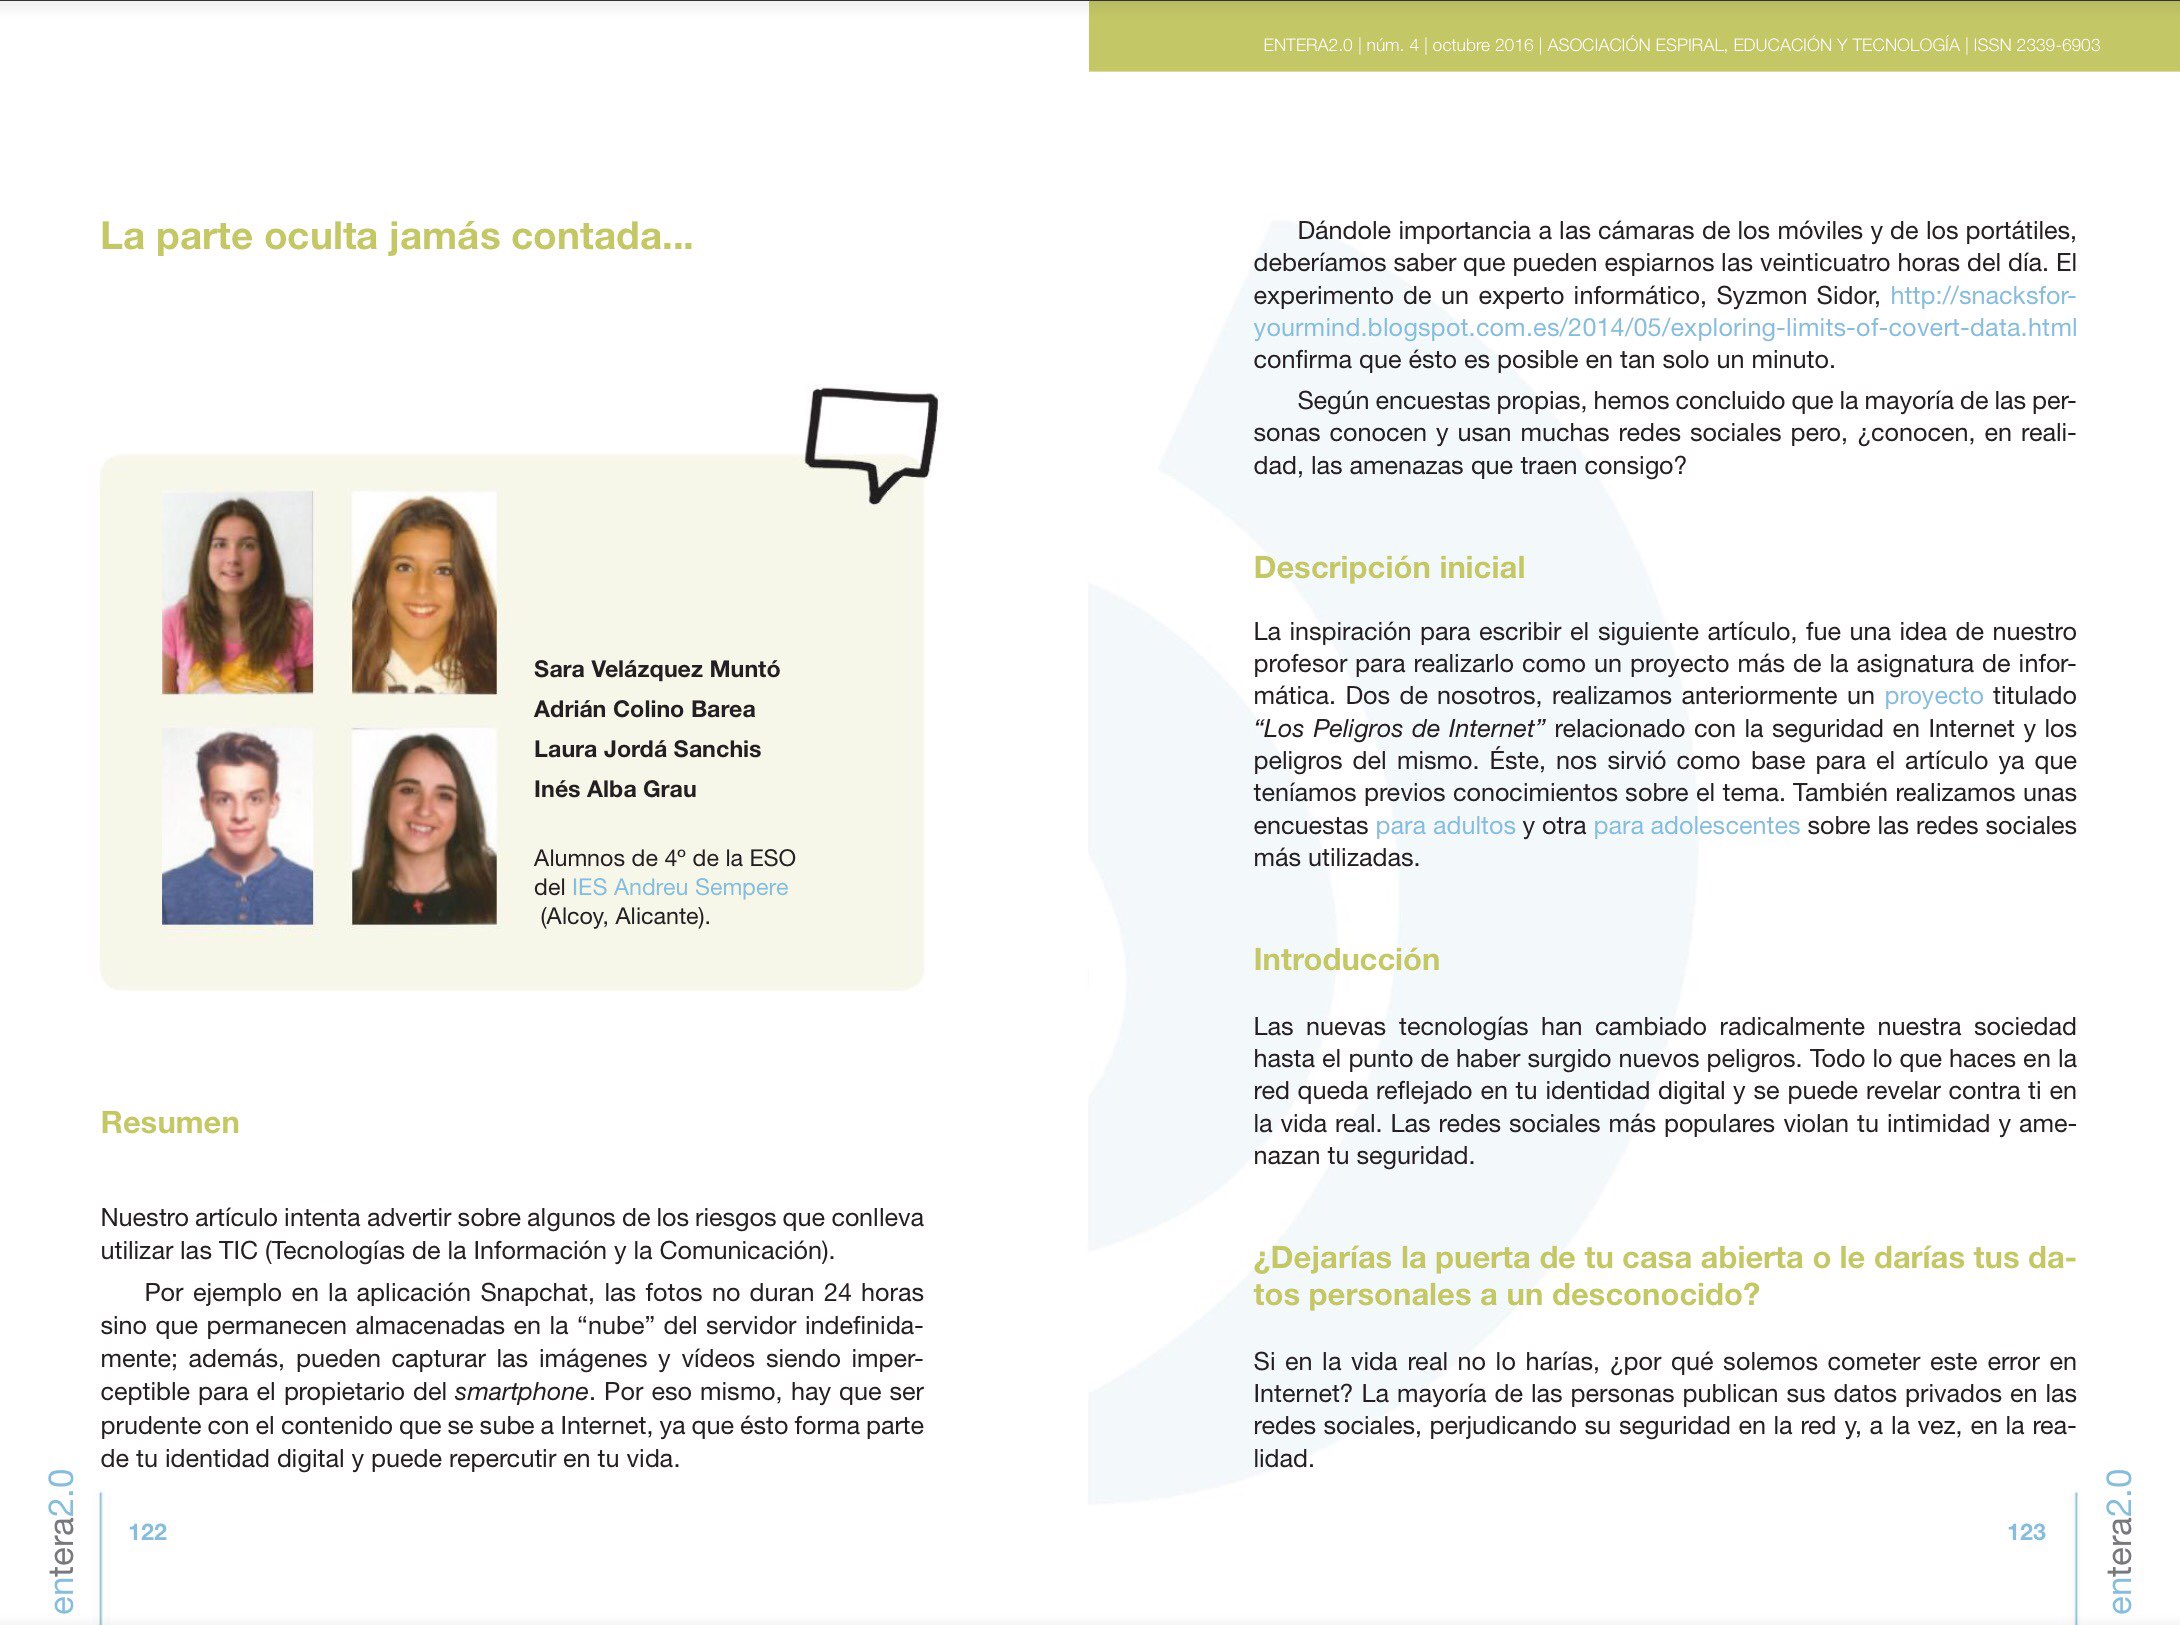 La parte oculta jamás contada...
Sara Velázquez Muntó
Adrián Colino Barea
Laura Jordá Sanchis
Inés Alba Grau
Alumnos de 4º de la ESO
del IES Andreu Sempere
(Alcoy, Alicante).
Resumen
Nuestro artículo intenta advertir sobre algunos de los riesgos que conlleva
utilizar las TIC (Tecnologías de la Información y la Comunicación).
Por ejemplo en la aplicación Snapchat, las fotos no duran 24 horas
sino que permanecen almacenadas en la “nube” del servidor indefinida-
mente; además, pueden capturar las imágenes y vídeos siendo imper-
ceptible para el propietario del smartphone. Por eso mismo, hay que ser
prudente con el contenido que se sube a Internet, ya que ésto forma parte
de tu identidad digital y puede repercutir en tu vida.
entera2.0
122
ENTERA2.0 | núm. 4 | octubre 2016 | ASOCIACIÓN ESPIRAL, EDUCACIÓN Y TECNOLOGÍA | ISSN 2339-6903
Dándole importancia a las cámaras de los móviles y de los portátiles,
deberíamos saber que pueden espiarnos las veinticuatro horas del día. El
experimento de un experto informático, Syzmon Sidor, http://snacksfor-
yourmind.blogspot.com.es/2014/05/exploring-limits-of-covert-data.html
confirma que ésto es posible en tan solo un minuto.
Según encuestas propias, hemos concluido que la mayoría de las per-
sonas conocen y usan muchas redes sociales pero, ¿conocen, en reali-
dad, las amenazas que traen consigo?
Descripción inicial
La inspiración para escribir el siguiente artículo, fue una idea de nuestro
profesor para realizarlo como un proyecto más de la asignatura de infor-
mática. Dos de nosotros, realizamos anteriormente un proyecto titulado
“Los Peligros de Internet” relacionado con la seguridad en Internet y los
peligros del mismo. Éste, nos sirvió como base para el artículo ya que
teníamos previos conocimientos sobre el tema. También realizamos unas
encuestas para adultos y otra para adolescentes sobre las redes sociales
más utilizadas.
Introducción
Las nuevas tecnologías han cambiado radicalmente nuestra sociedad
hasta el punto de haber surgido nuevos peligros. Todo lo que haces en la
red queda reflejado en tu identidad digital y se puede revelar contra ti en
la vida real. Las redes sociales más populares violan tu intimidad y ame-
nazan tu seguridad.
¿Dejarías la puerta de tu casa abierta o le darías tus da-
tos personales a un desconocido?
Si en la vida real no lo harías, ¿por qué solemos cometer este error en
Internet? La mayoría de las personas publican sus datos privados en las
redes sociales, perjudicando su seguridad en la red y, a la vez, en la rea-
lidad.
123
entera2.0